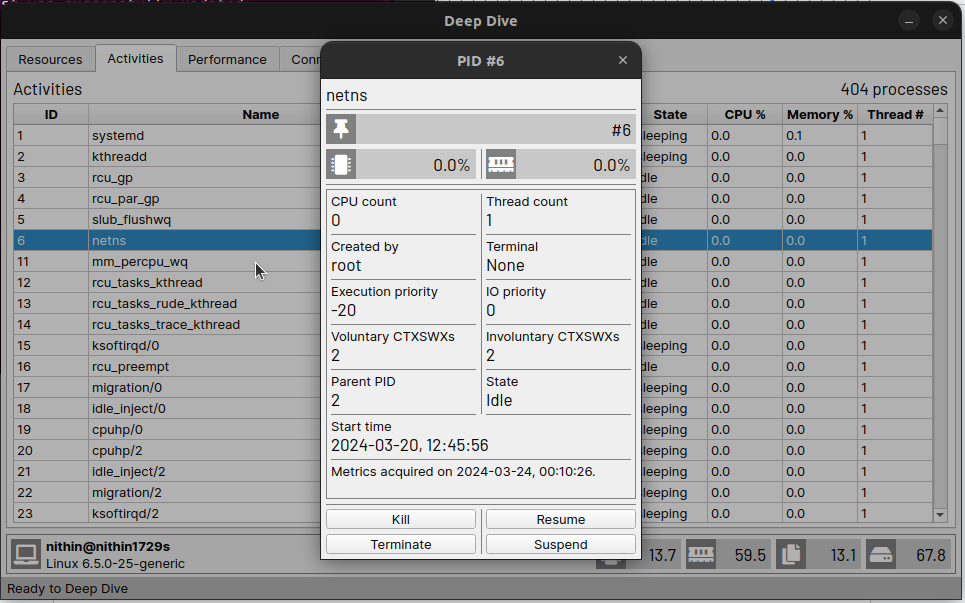 Deep Dive
Resources Activities Performance
PID #6
Activities 404 processes
netns
#6
0.0% 0.0%
CPU count Thread count
0 1
Created by Terminal
root None
Execution priority IO priority
-20 0
Voluntary CTXSWXs Involuntary CTXSWXs
2 2
Parent PID State
2 Idle
Start time
2024-03-20, 12:45:56
Metrics acquired on 2024-03-24, 00:10:26.
Kill Resume
Terminate Suspend
ID Name State CPU % Memory % Thread #
1 systemd leeping 0.0 0.1 1
2 kthreadd leeping 0.0 0.0 1
3 rcu_gp dle 0.0 0.0 1
4 rcu_par_gp dle 0.0 0.0 1
5 slub_flushwq dle 0.0 0.0 1
6 netns dle 0.0 0.0 1
11 mm_percpu_wq dle 0.0 0.0 1
12 rcu_tasks_kthread dle 0.0 0.0 1
13 rcu_tasks_rude_kthread dle 0.0 0.0 1
14 rcu_tasks_trace_kthread dle 0.0 0.0 1
15 ksoftirqd/0 leeping 0.0 0.0 1
16 rcu_preempt dle 0.0 0.0 1
17 migration/0 leeping 0.0 0.0 1
18 idle_inject/0 leeping 0.0 0.0 1
19 cpuhp/0 leeping 0.0 0.0 1
20 cpuhp/2 leeping 0.0 0.0 1
21 idle_inject/2 leeping 0.0 0.0 1
22 migration/2 leeping 0.0 0.0 1
23 ksoftirqd/2 leeping 0.0 0.0 1
nithin@nithin1729s
Linux 6.5.0-25-generic
13.7 59.5 13.1 67.8
Ready to Deep Dive